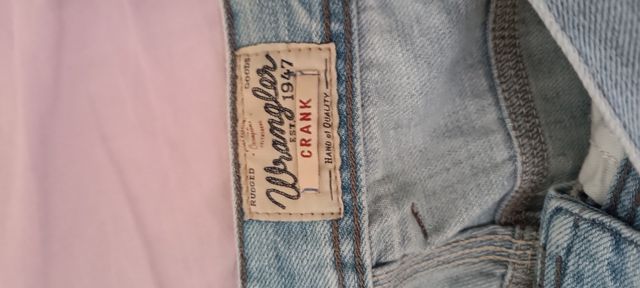 RUGGED GOODS
Wrangler
EST. 1947
CRANK
HAND of QUALITY